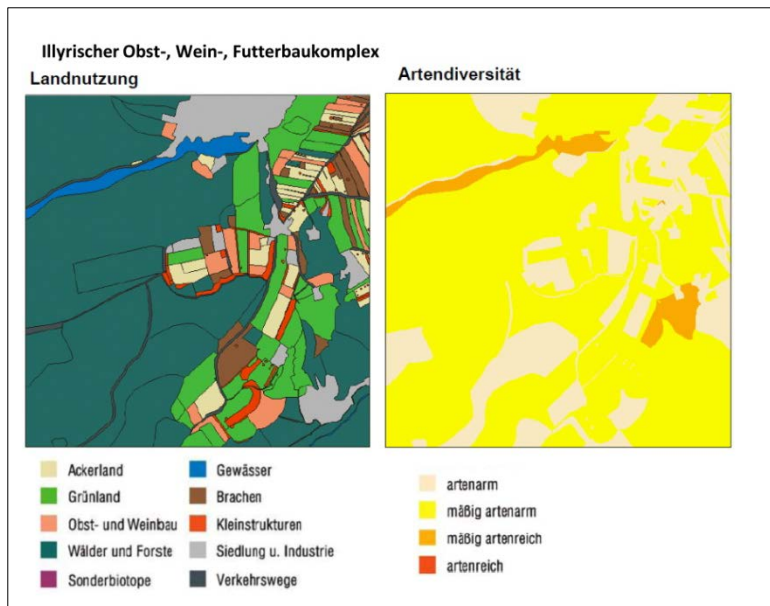 Illyrischer Obst-, Wein-, Futterbaukomplex
Landnutzung
Artendiversität
Ackerland
Grünland
Obst- und Weinbau
Wälder und Forste
Sonderbiotope
Gewässer
Brachen
Kleinstrukturen
Siedlung u. Industrie
Verkehrswege
artenarm
mäßig artenarm
mäßig artenreich
artenreich